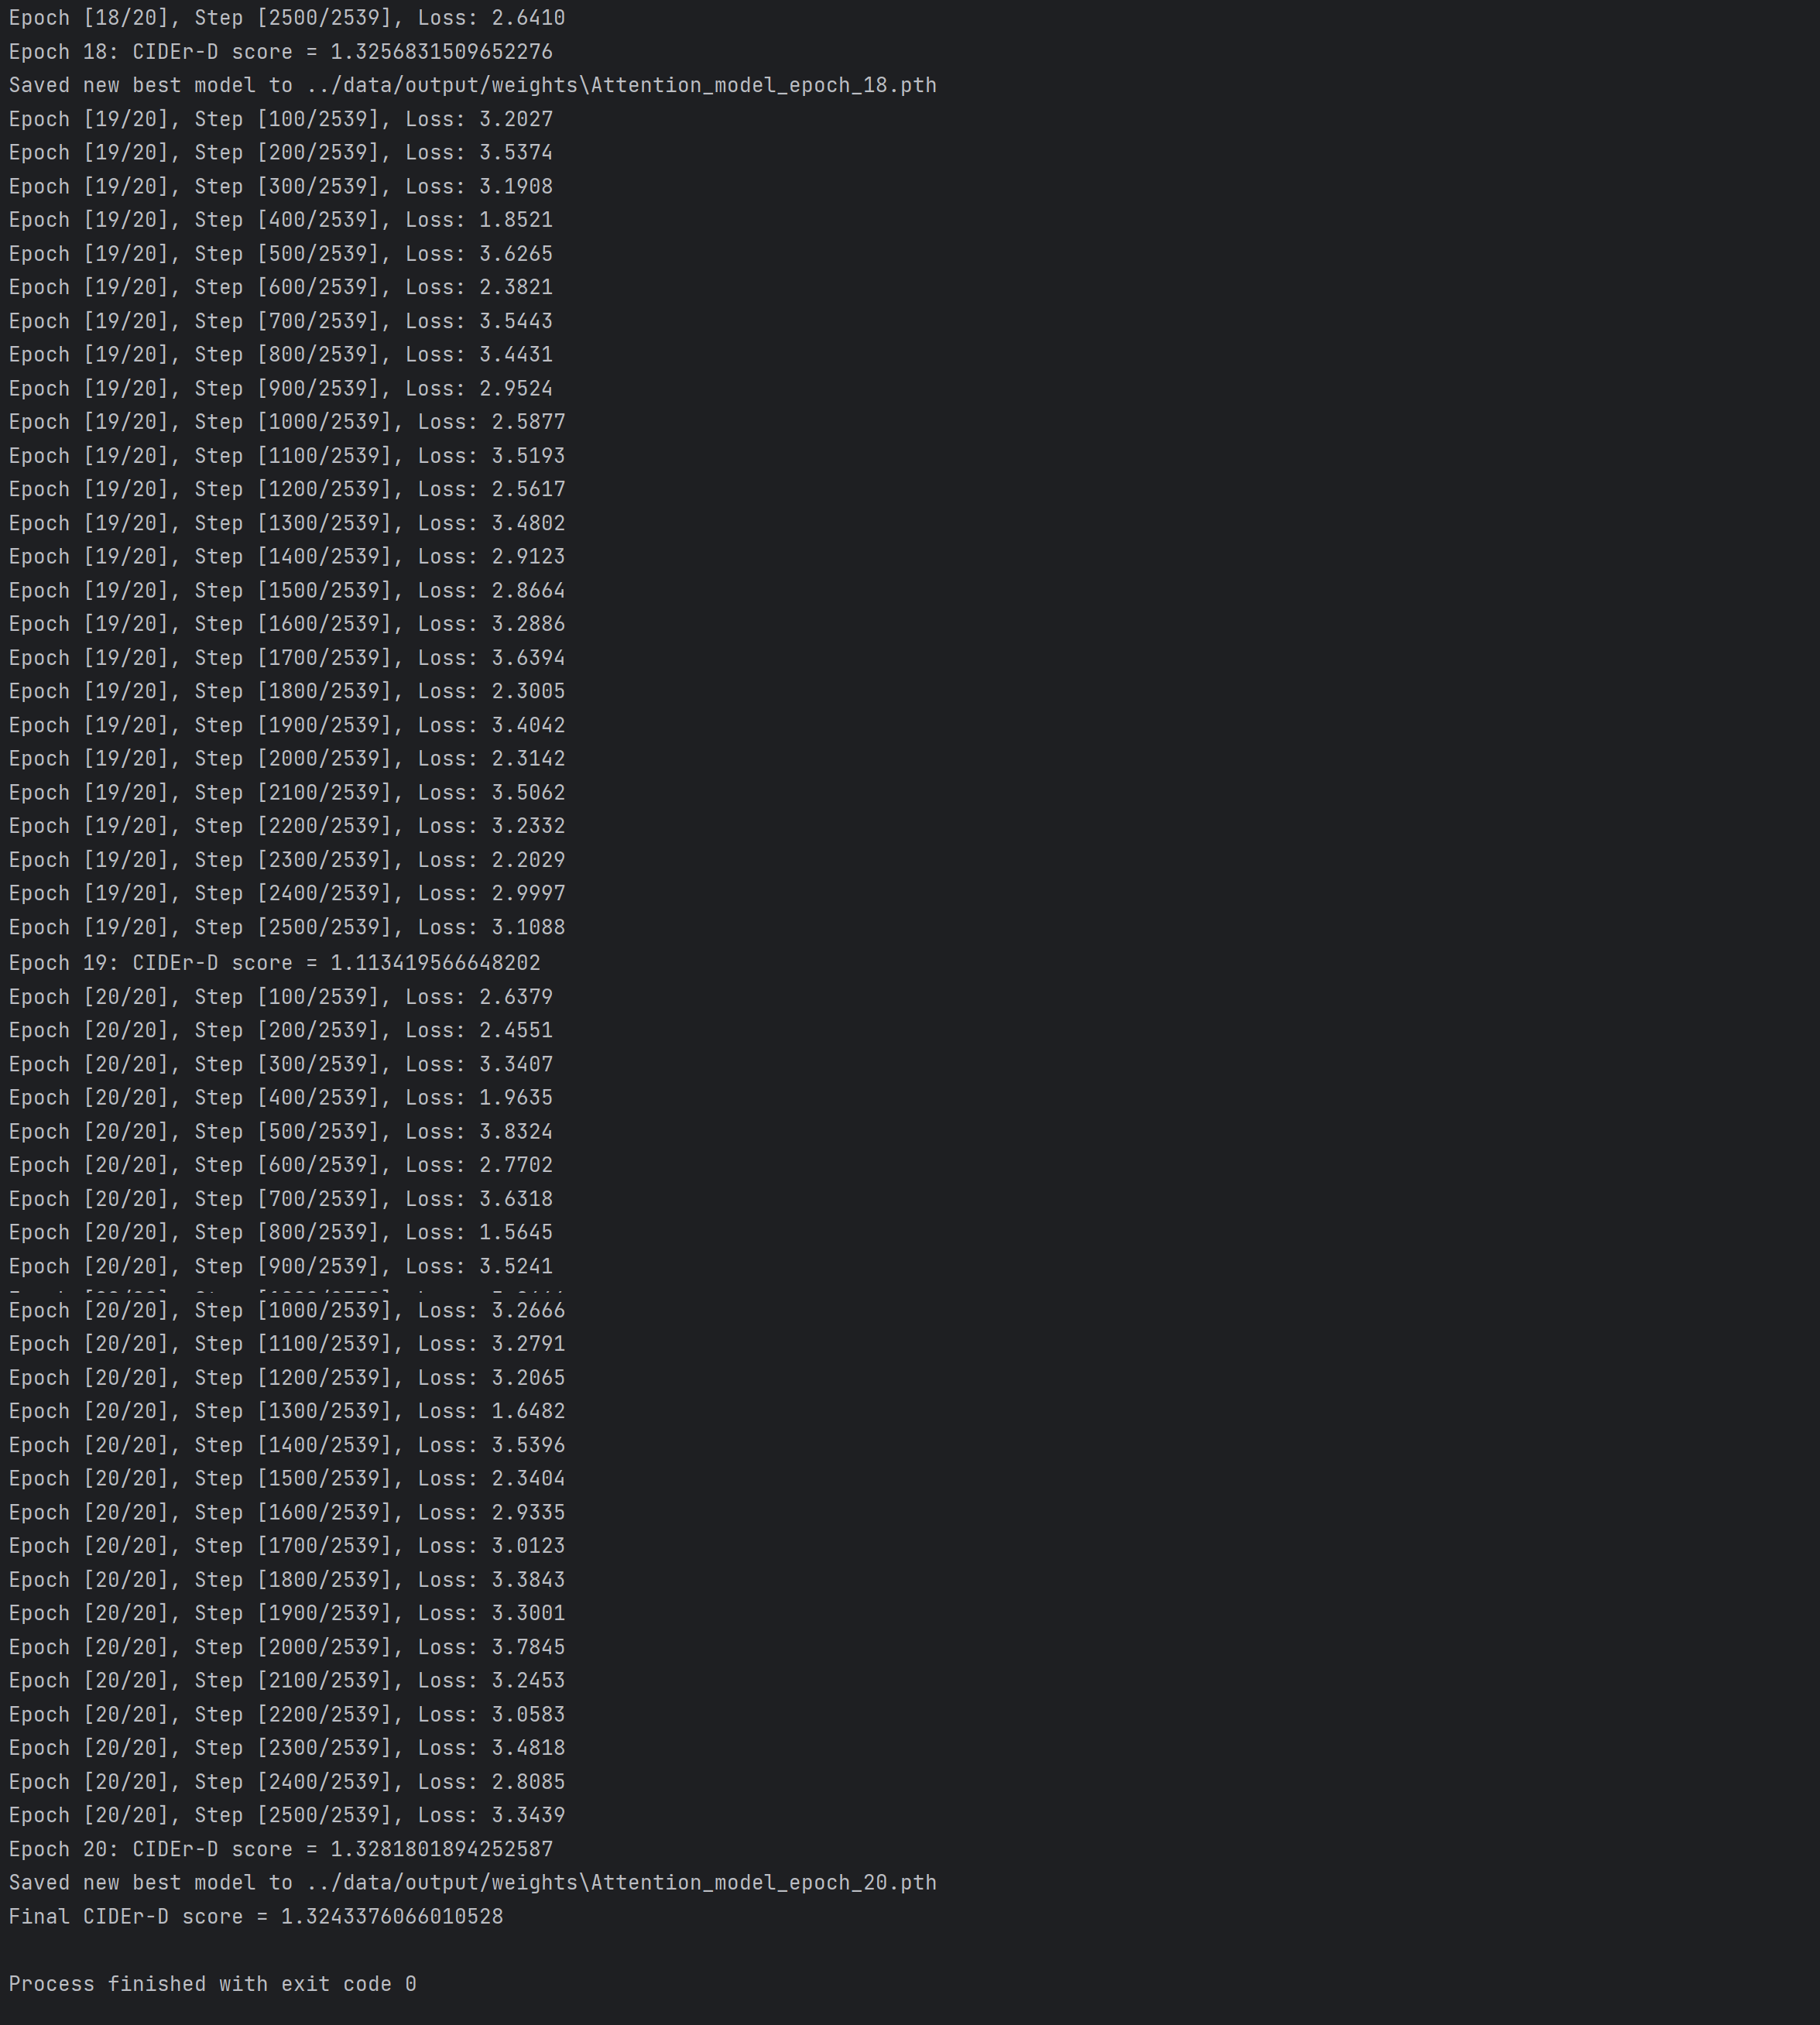 Epoch [18/20], Step [2500/2539], Loss: 2.6410
Epoch 18: CIDEr-D score = 1.3256831509652276
Saved new best model to ../data/output/weights\Attention_model_epoch_18.pth
Epoch [19/20], Step [100/2539], Loss: 3.2027
Epoch [19/20], Step [200/2539], Loss: 3.5374
Epoch [19/20], Step [300/2539], Loss: 3.1908
Epoch [19/20], Step [400/2539], Loss: 1.8521
Epoch [19/20], Step [500/2539], Loss: 3.6265
Epoch [19/20], Step [600/2539], Loss: 2.3821
Epoch [19/20], Step [700/2539], Loss: 3.5443
Epoch [19/20], Step [800/2539], Loss: 3.4431
Epoch [19/20], Step [900/2539], Loss: 2.9524
Epoch [19/20], Step [1000/2539], Loss: 2.5877
Epoch [19/20], Step [1100/2539], Loss: 3.5193
Epoch [19/20], Step [1200/2539], Loss: 2.5617
Epoch [19/20], Step [1300/2539], Loss: 3.4802
Epoch [19/20], Step [1400/2539], Loss: 2.9123
Epoch [19/20], Step [1500/2539], Loss: 2.8664
Epoch [19/20], Step [1600/2539], Loss: 3.2886
Epoch [19/20], Step [1700/2539], Loss: 3.6394
Epoch [19/20], Step [1800/2539], Loss: 2.3005
Epoch [19/20], Step [1900/2539], Loss: 3.4042
Epoch [19/20], Step [2000/2539], Loss: 2.3142
Epoch [19/20], Step [2100/2539], Loss: 3.5062
Epoch [19/20], Step [2200/2539], Loss: 3.2332
Epoch [19/20], Step [2300/2539], Loss: 2.2029
Epoch [19/20], Step [2400/2539], Loss: 2.9997
Epoch [19/20], Step [2500/2539], Loss: 3.1088
Epoch 19: CIDEr-D score = 1.113419566648202
Epoch [20/20], Step [100/2539], Loss: 2.6379
Epoch [20/20], Step [200/2539], Loss: 2.4551
Epoch [20/20], Step [300/2539], Loss: 3.3407
Epoch [20/20], Step [400/2539], Loss: 1.9635
Epoch [20/20], Step [500/2539], Loss: 3.8324
Epoch [20/20], Step [600/2539], Loss: 2.7702
Epoch [20/20], Step [700/2539], Loss: 3.6318
Epoch [20/20], Step [800/2539], Loss: 1.5645
Epoch [20/20], Step [900/2539], Loss: 3.5241
Epoch [20/20], Step [1000/2539], Loss: 3.2666
Epoch [20/20], Step [1100/2539], Loss: 3.2791
Epoch [20/20], Step [1200/2539], Loss: 3.2065
Epoch [20/20], Step [1300/2539], Loss: 1.6482
Epoch [20/20], Step [1400/2539], Loss: 3.5396
Epoch [20/20], Step [1500/2539], Loss: 2.3404
Epoch [20/20], Step [1600/2539], Loss: 2.9335
Epoch [20/20], Step [1700/2539], Loss: 3.0123
Epoch [20/20], Step [1800/2539], Loss: 3.3843
Epoch [20/20], Step [1900/2539], Loss: 3.3001
Epoch [20/20], Step [2000/2539], Loss: 3.7845
Epoch [20/20], Step [2100/2539], Loss: 3.2453
Epoch [20/20], Step [2200/2539], Loss: 3.0583
Epoch [20/20], Step [2300/2539], Loss: 3.4818
Epoch [20/20], Step [2400/2539], Loss: 2.8085
Epoch [20/20], Step [2500/2539], Loss: 3.3439
Epoch 20: CIDEr-D score = 1.3281801894252587
Saved new best model to ../data/output/weights\Attention_model_epoch_20.pth
Final CIDEr-D score = 1.3243376066010528
Process finished with exit code 0